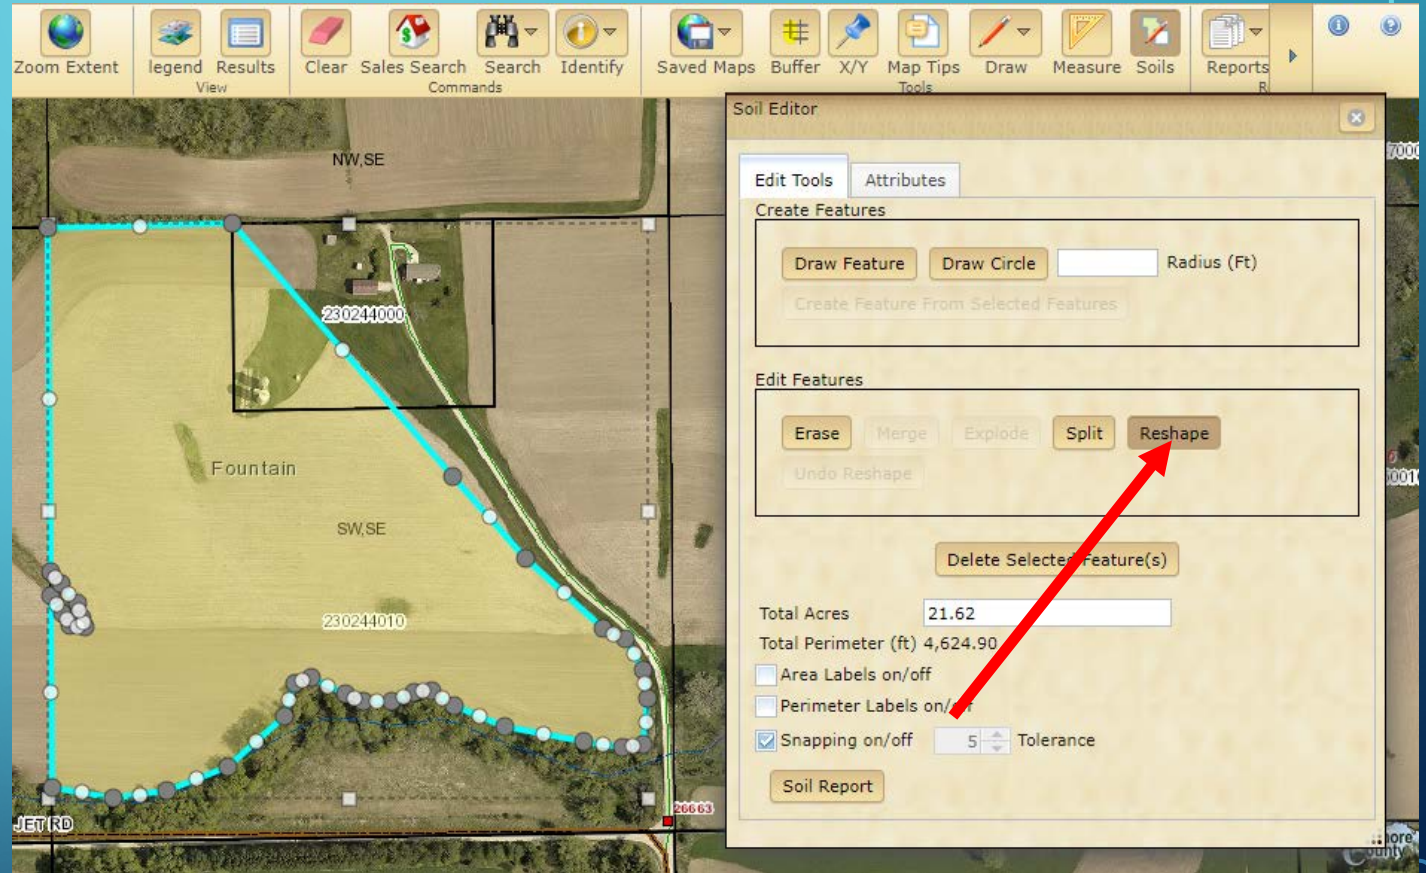 Zoom Extent
legend Results
View
Clear Sales Search Search Identify
Commands
Saved Maps Buffer X/Y Map Tips Draw Measure Soils
Tools
Reports
R
Soil Editor
Edit Tools Attributes
Create Features
Draw Feature Draw Circle Radius (Ft)
Create Feature From Selected Features
Edit Features
Erase Merge Explode Split Reshape
Undo Reshape
Delete Selected Feature(s)
Total Acres 21.62
Total Perimeter (ft) 4,624.90
Area Labels on/off
Perimeter Labels on/off
Snapping on/off 5 Tolerance
Soil Report
NW,SE
230244000
Fountain
SW,SE
230244010
26663
JET RD